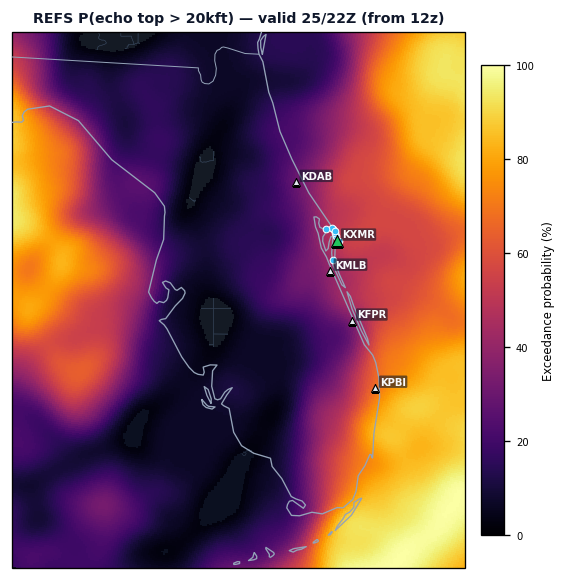 REFS P(echo top > 20kft) — valid 25/22Z (from 12z)
KDAB
KXMR
KMLB
KFPR
KPBI
100
80
60
40
20
0
Exceedance probability (%)